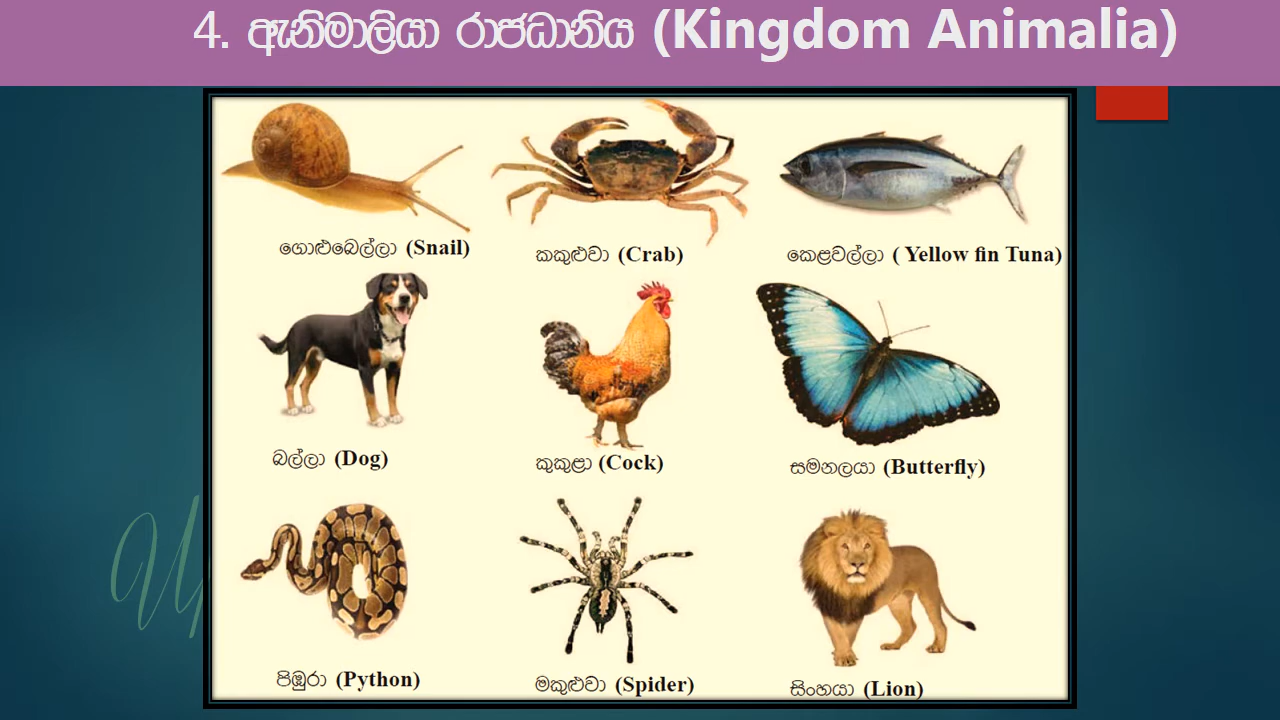 4. ඇනිමාලියා රාජධානිය (Kingdom Animalia)
ගොළුබෙල්ලා (Snail)
කකුළුවා (Crab)
කෙළවල්ලා ( Yellow fin Tuna)
බල්ලා (Dog)
කුකුළා (Cock)
සමනලයා (Butterfly)
පිඹුරා (Python)
මකුළුවා (Spider)
සිංහයා (Lion)